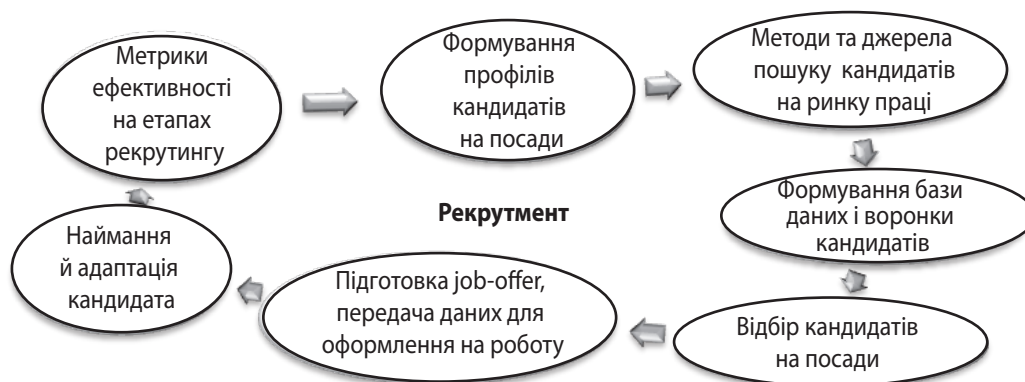 Метрики
ефективності
на етапах
рекрутингу
Формування
профілів
кандидатів
на посади
Методи та джерела
пошуку кандидатів
на ринку праці
Формування бази
даних і воронки
кандидатів
Рекрутмент
Наймання
й адаптація
кандидата
Підготовка job-offer,
передача даних для
оформлення на роботу
Відбір кандидатів
на посади